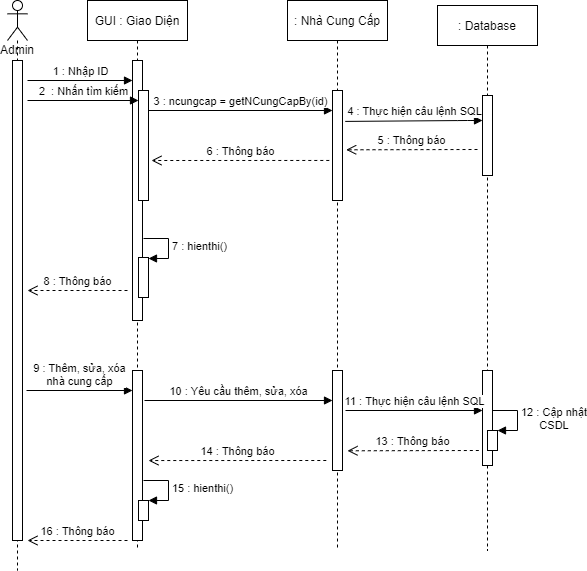 GUI : Giao Diện
: Nhà Cung Cấp
: Database
Admin
1 : Nhập ID
2 : Nhấn tìm kiếm
3 : ncungcap = getNCungCapBy(id)
4 : Thực hiện câu lệnh SQL
5 : Thông báo
6 : Thông báo
7 : hienthi()
8 : Thông báo
9 : Thêm, sửa, xóa
nhà cung cấp
10 : Yêu cầu thêm, sửa, xóa
11 : Thực hiện câu lệnh SQL
12 : Cập nhật
CSDL
13 : Thông báo
14 : Thông báo
15 : hienthi()
16 : Thông báo